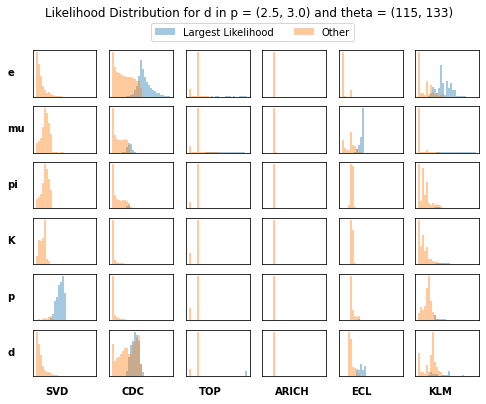 Likelihood Distribution for d in p = (2.5, 3.0) and theta = (115, 133)
Largest Likelihood Other
e
mu
pi
K
p
d
SVD CDC TOP ARICH ECL KLM